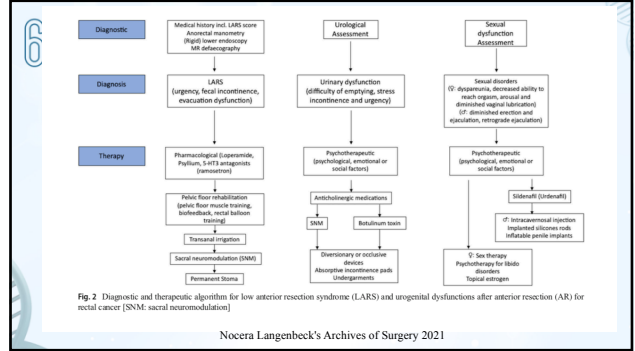 Diagnostic
Medical history incl. LARS score
Anorectal manometry
(Rigid) lower endoscopy
MR defaecography
Urological
Assessment
Sexual
dysfunction
Assessment
Diagnosis
LARS
(urgency, fecal incontinence,
evacuation dysfunction)
Urinary dysfunction
(difficulty of emptying, stress
incontinence and urgency)
Sexual disorders
(♀: dyspareunia, decreased ability to
reach orgasm, arousal and
diminished vaginal lubrication)
(♂: diminished erection and
ejaculation, retrograde ejaculation)
Therapy
Pharmacological (Loperamide,
Psyllium, 5-HT3 antagonists
(ramosetron)
Psychotherapeutic
(psychological, emotional or
social factors)
Psychotherapeutic
(psychological, emotional or
social factors)
Pelvic floor rehabilitation
(pelvic floor muscle training,
biofeedback, rectal balloon
training)
Anticholinergic medications
Sildenafil (Urdenafil)
SNM
Botulinum toxin
♂: Intracavernosal injection
Implanted silicones rods
Inflatable penile implants
Transanal irrigation
Sacral neuromodulation (SNM)
Permanent Stoma
Diversionary or occlusive
devices
Absorptive incontinence pads
Undergarments
♀: Sex therapy
Psychotherapy for libido
disorders
Topical estrogen
Fig. 2 Diagnostic and therapeutic algorithm for low anterior resection syndrome (LARS) and urogenital dysfunctions after anterior resection (AR) for
rectal cancer [SNM: sacral neuromodulation]
Nocera Langenbeck's Archives of Surgery 2021